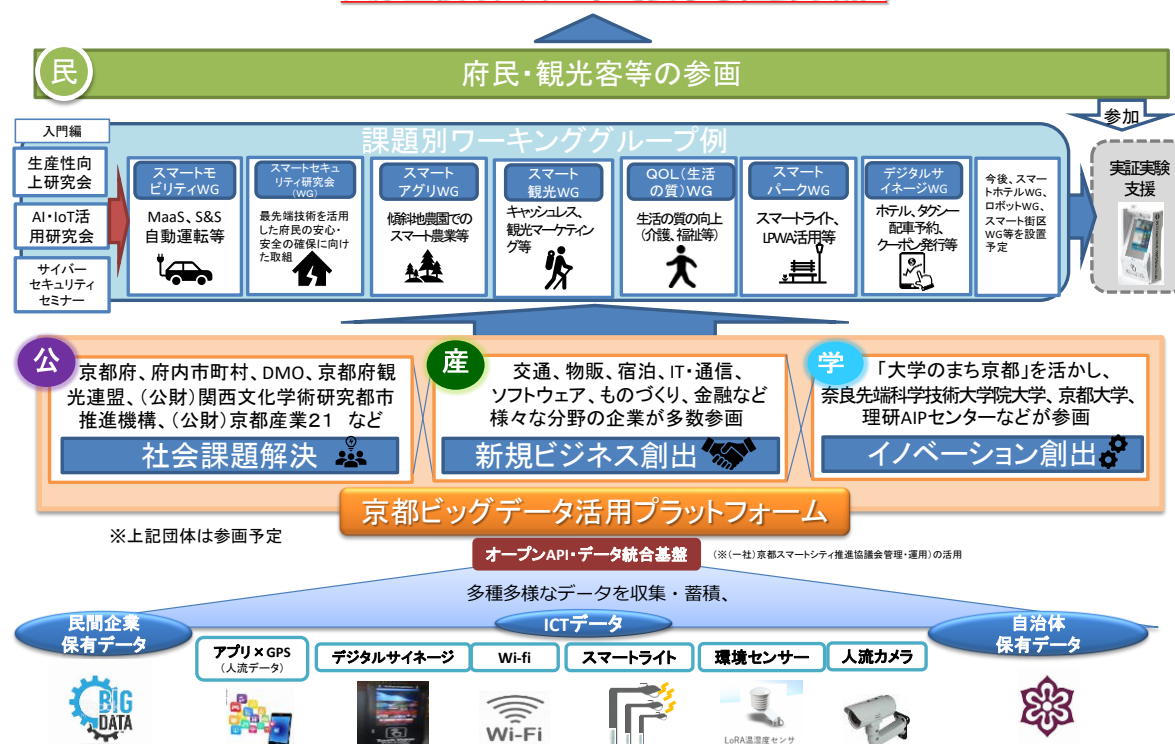 民
府民・観光客等の参画
参加
入門編
生産性向
上研究会
AI・IoT活
用研究会
サイバー
セキュリティ
セミナー
課題別ワーキンググループ例
スマートモ
ビリティWG
MaaS、S&S
自動運転等
スマートセキュ
リティ研究会
(WG)
最先端技術を活用
した府民の安心・
安全の確保に向け
た取組
スマート
アグリWG
傾斜地農園での
スマート農業等
スマート
観光WG
キャッシュレス、
観光マーケティン
グ等
QOL(生活
の質)WG
生活の質の向上
(介護、福祉等)
スマート
パークWG
スマートライト、
LPWA活用等
デジタルサ
イネージWG
ホテル、タクシー
配車予約、
クーポン発行等
今後、スマー
トホテルWG、
ロボットWG、
スマート街区
WG等を設置
予定
実証実験
支援
公
京都府、府内市町村、DMO、京都府観
光連盟、(公財)関西文化学術研究都市
推進機構、(公財)京都産業21 など
社会課題解決
産
交通、物販、宿泊、IT・通信、
ソフトウェア、ものづくり、金融など
様々な分野の企業が多数参画
新規ビジネス創出
学
「大学のまち京都」を活かし、
奈良先端科学技術大学院大学、京都大学、
理研AIPセンターなどが参画
イノベーション創出
京都ビッグデータ活用プラットフォーム
※上記団体は参画予定
オープンAPI・データ統合基盤
(※(一社)京都スマートシティ推進協議会管理・運用)の活用
多種多様なデータを収集・蓄積、
民間企業
保有データ
ICTデータ
自治体
保有データ
アプリ×GPS
(人流データ)
デジタルサイネージ
Wi-fi
スマートライト
環境センサー
人流カメラ
BIG
DATA
Wi-Fi
LoRA温湿度センサ